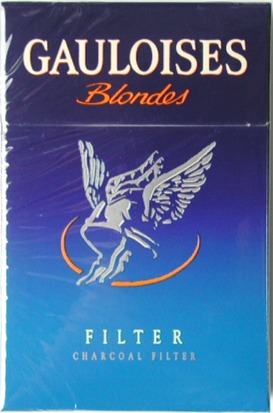 GAULOISES
Blondes
FILTER
CHARCOAL FILTER